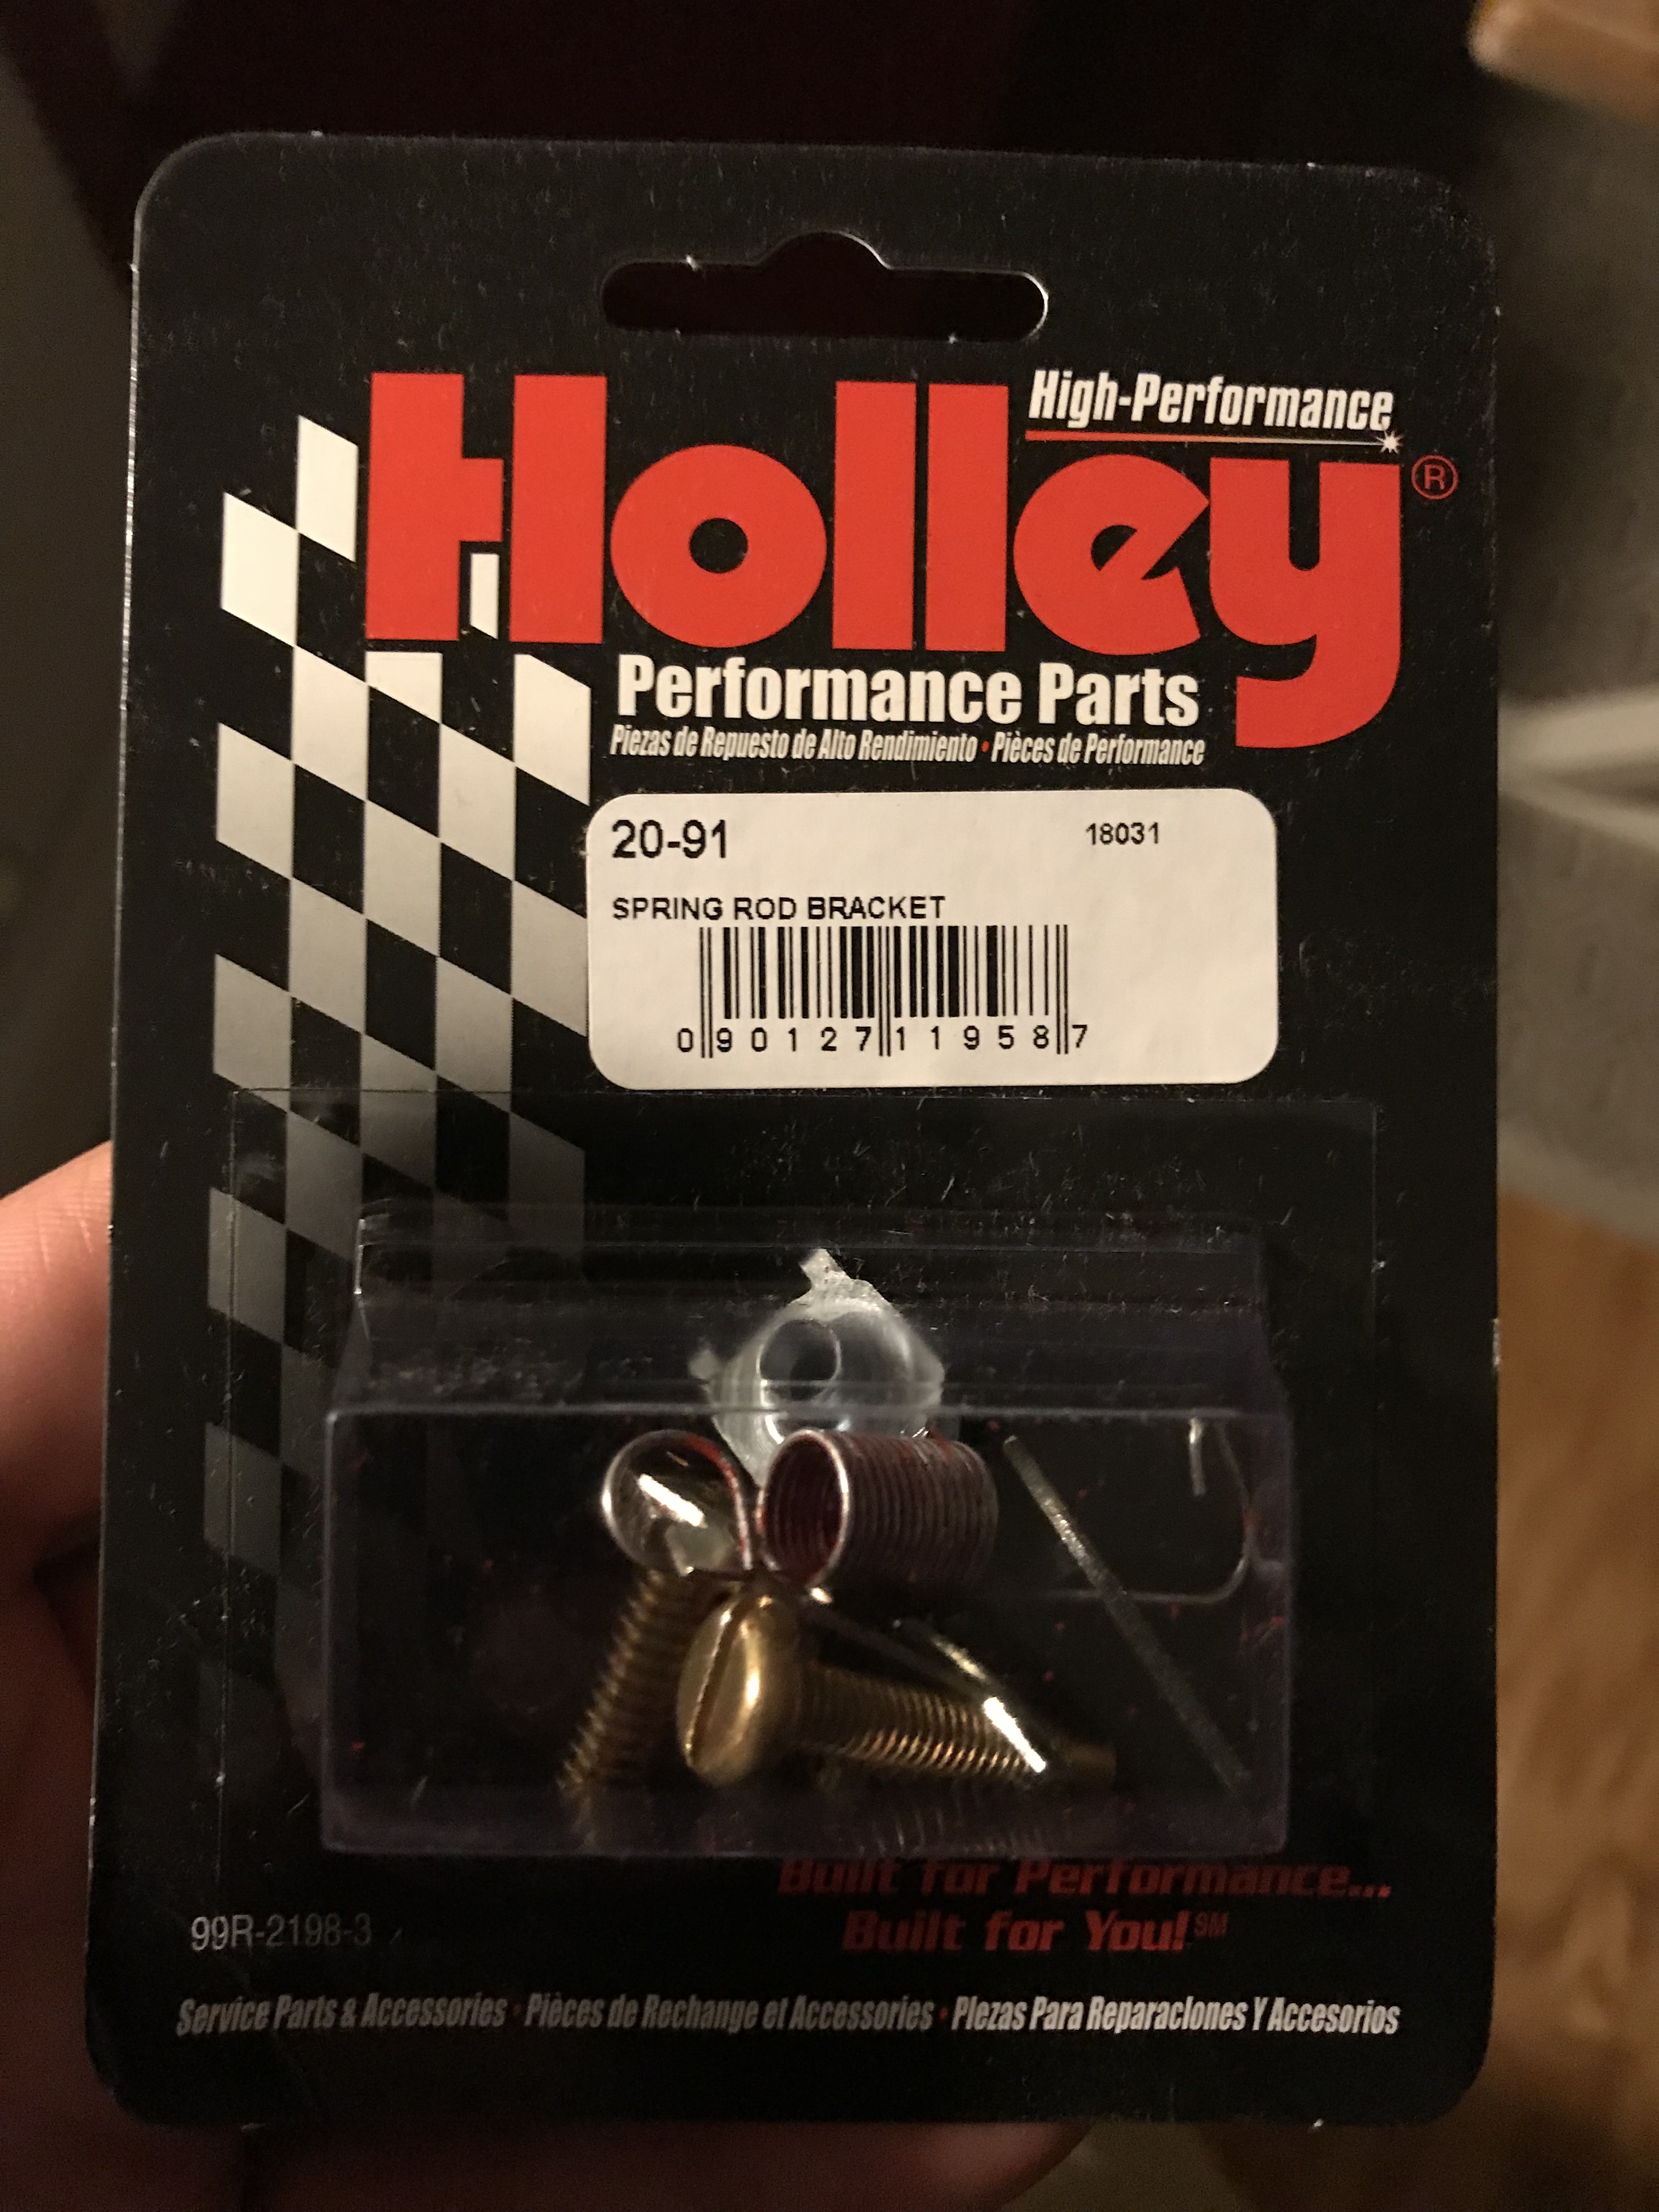 High-Performance
Holley®
Performance Parts
Piezas de Repuesto de Alto Rendimiento • Pièces de Performance
20-91 18031
SPRING ROD BRACKET
0 90127 11958 7
Built for Performance...
Built for You!℠
99R-2198-3
Service Parts & Accessories • Pièces de Rechange et Accessories • Piezas Para Reparaciones Y Accesorios